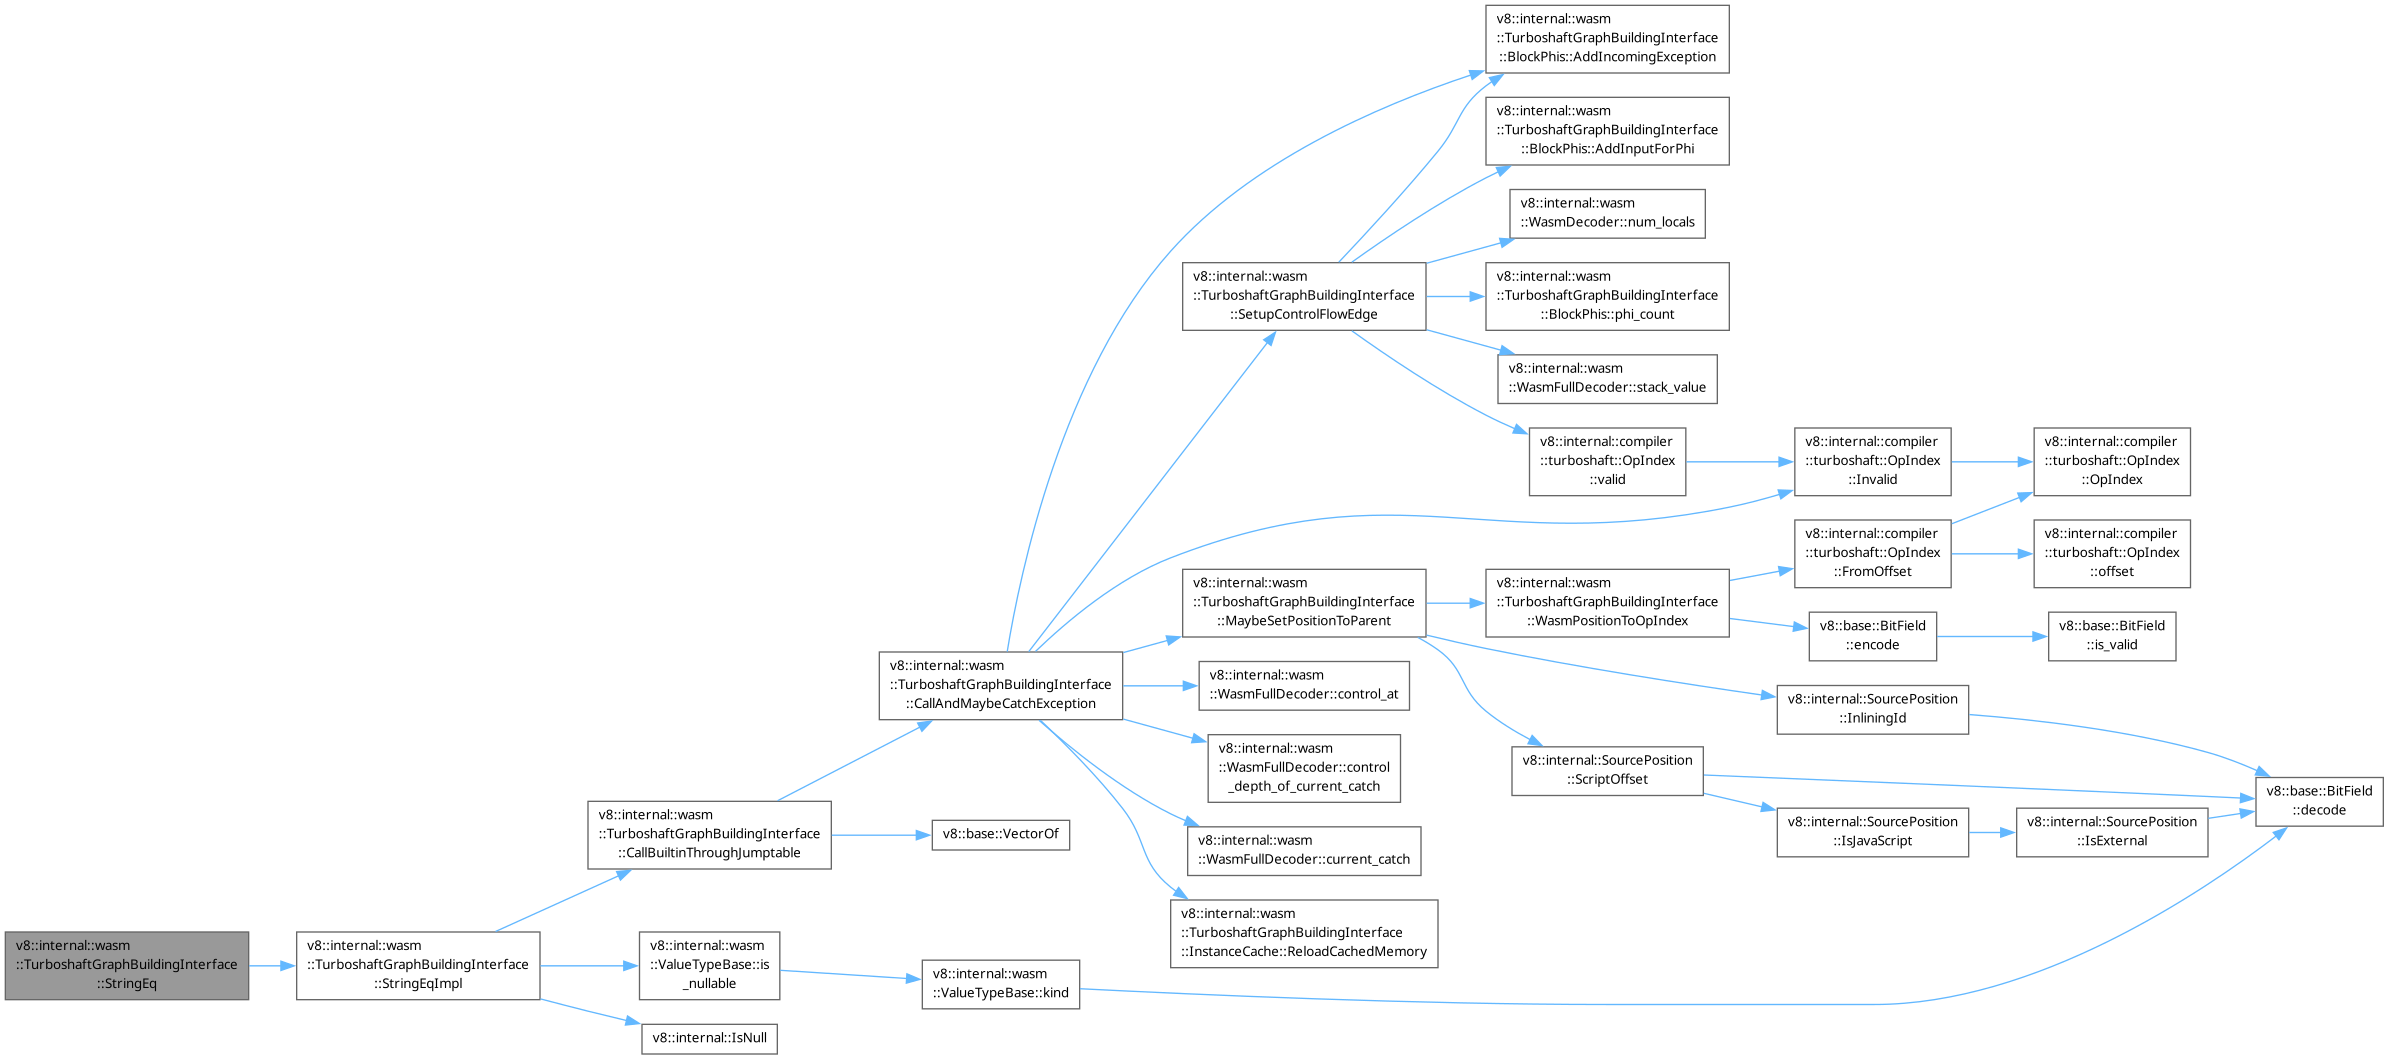 v8::internal::wasm
::TurboshaftGraphBuildingInterface
::StringEq
v8::internal::wasm
::TurboshaftGraphBuildingInterface
::StringEqImpl
v8::internal::wasm
::TurboshaftGraphBuildingInterface
::CallBuiltinThroughJumptable
v8::internal::wasm
::ValueTypeBase::is
_nullable
v8::internal::IsNull
v8::internal::wasm
::TurboshaftGraphBuildingInterface
::CallAndMaybeCatchException
v8::base::VectorOf
v8::internal::wasm
::ValueTypeBase::kind
v8::internal::wasm
::TurboshaftGraphBuildingInterface
::SetupControlFlowEdge
v8::internal::wasm
::TurboshaftGraphBuildingInterface
::MaybeSetPositionToParent
v8::internal::wasm
::WasmFullDecoder::control_at
v8::internal::wasm
::WasmFullDecoder::control
_depth_of_current_catch
v8::internal::wasm
::WasmFullDecoder::current_catch
v8::internal::wasm
::TurboshaftGraphBuildingInterface
::InstanceCache::ReloadCachedMemory
v8::internal::wasm
::TurboshaftGraphBuildingInterface
::BlockPhis::AddIncomingException
v8::internal::wasm
::TurboshaftGraphBuildingInterface
::BlockPhis::AddInputForPhi
v8::internal::wasm
::WasmDecoder::num_locals
v8::internal::wasm
::TurboshaftGraphBuildingInterface
::BlockPhis::phi_count
v8::internal::wasm
::WasmFullDecoder::stack_value
v8::internal::compiler
::turboshaft::OpIndex
::valid
v8::internal::wasm
::TurboshaftGraphBuildingInterface
::WasmPositionToOpIndex
v8::internal::SourcePosition
::ScriptOffset
v8::internal::compiler
::turboshaft::OpIndex
::Invalid
v8::internal::compiler
::turboshaft::OpIndex
::FromOffset
v8::base::BitField
::encode
v8::internal::SourcePosition
::InliningId
v8::internal::SourcePosition
::IsJavaScript
v8::internal::compiler
::turboshaft::OpIndex
::OpIndex
v8::internal::compiler
::turboshaft::OpIndex
::offset
v8::base::BitField
::is_valid
v8::internal::SourcePosition
::IsExternal
v8::base::BitField
::decode